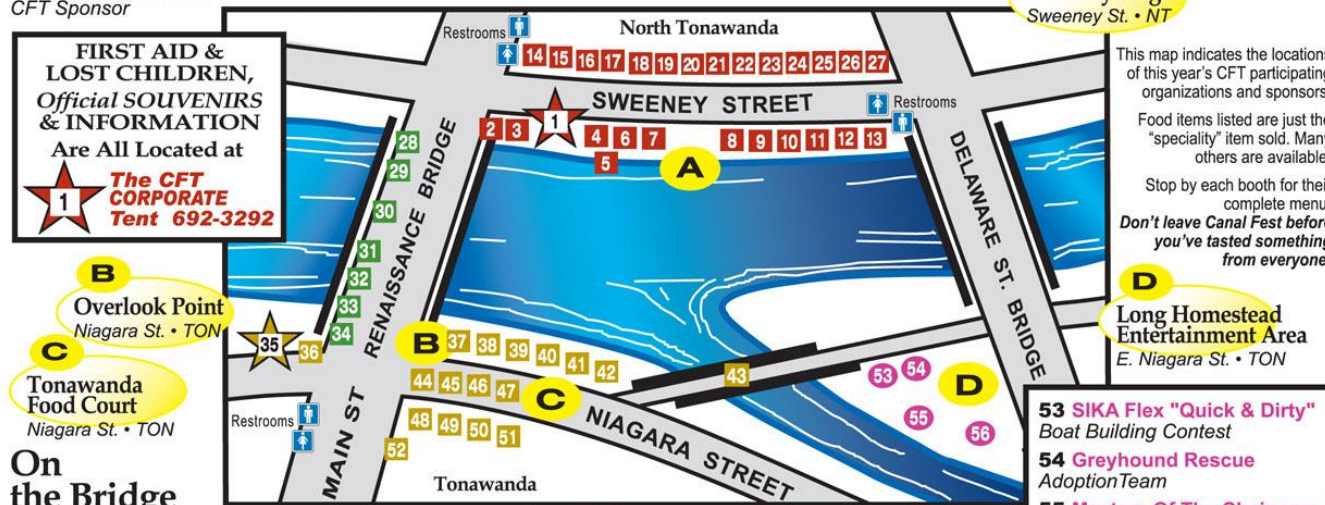 CFT Sponsor
FIRST AID &
LOST CHILDREN,
Official SOUVENIRS
& INFORMATION
Are All Located at
1
The CFT
CORPORATE
Tent 692-3292
B
Overlook Point
Niagara St. • TON
C
Tonawanda
Food Court
Niagara St. • TON
On
the Bridge
Restrooms
North Tonawanda
14 15 16 17 18 19 20 21 22 23 24 25 26 27
SWEENEY STREET
Restrooms
2 3 1 4 6 7 8 9 10 11 12 13
5
A
28
29
30
31
32
33
34
RENAISSANCE BRIDGE
DELAWARE ST. BRIDGE
35 36
B 37 38 39 40 41 42
43
44 45 46 47
C
NIAGARA STREET
48 49 50 51
52
Restrooms
MAIN ST
Tonawanda
53 54
D
55
56
Sweeney St. • NT
This map indicates the locations
of this year's CFT participating
organizations and sponsors
Food items listed are just the
"speciality" item sold. Many
others are available
Stop by each booth for their
complete menu
Don't leave Canal Fest before
you've tasted something
from everyone
D
Long Homestead
Entertainment Area
E. Niagara St. • TON
53 SIKA Flex "Quick & Dirty"
Boat Building Contest
54 Greyhound Rescue
AdoptionTeam